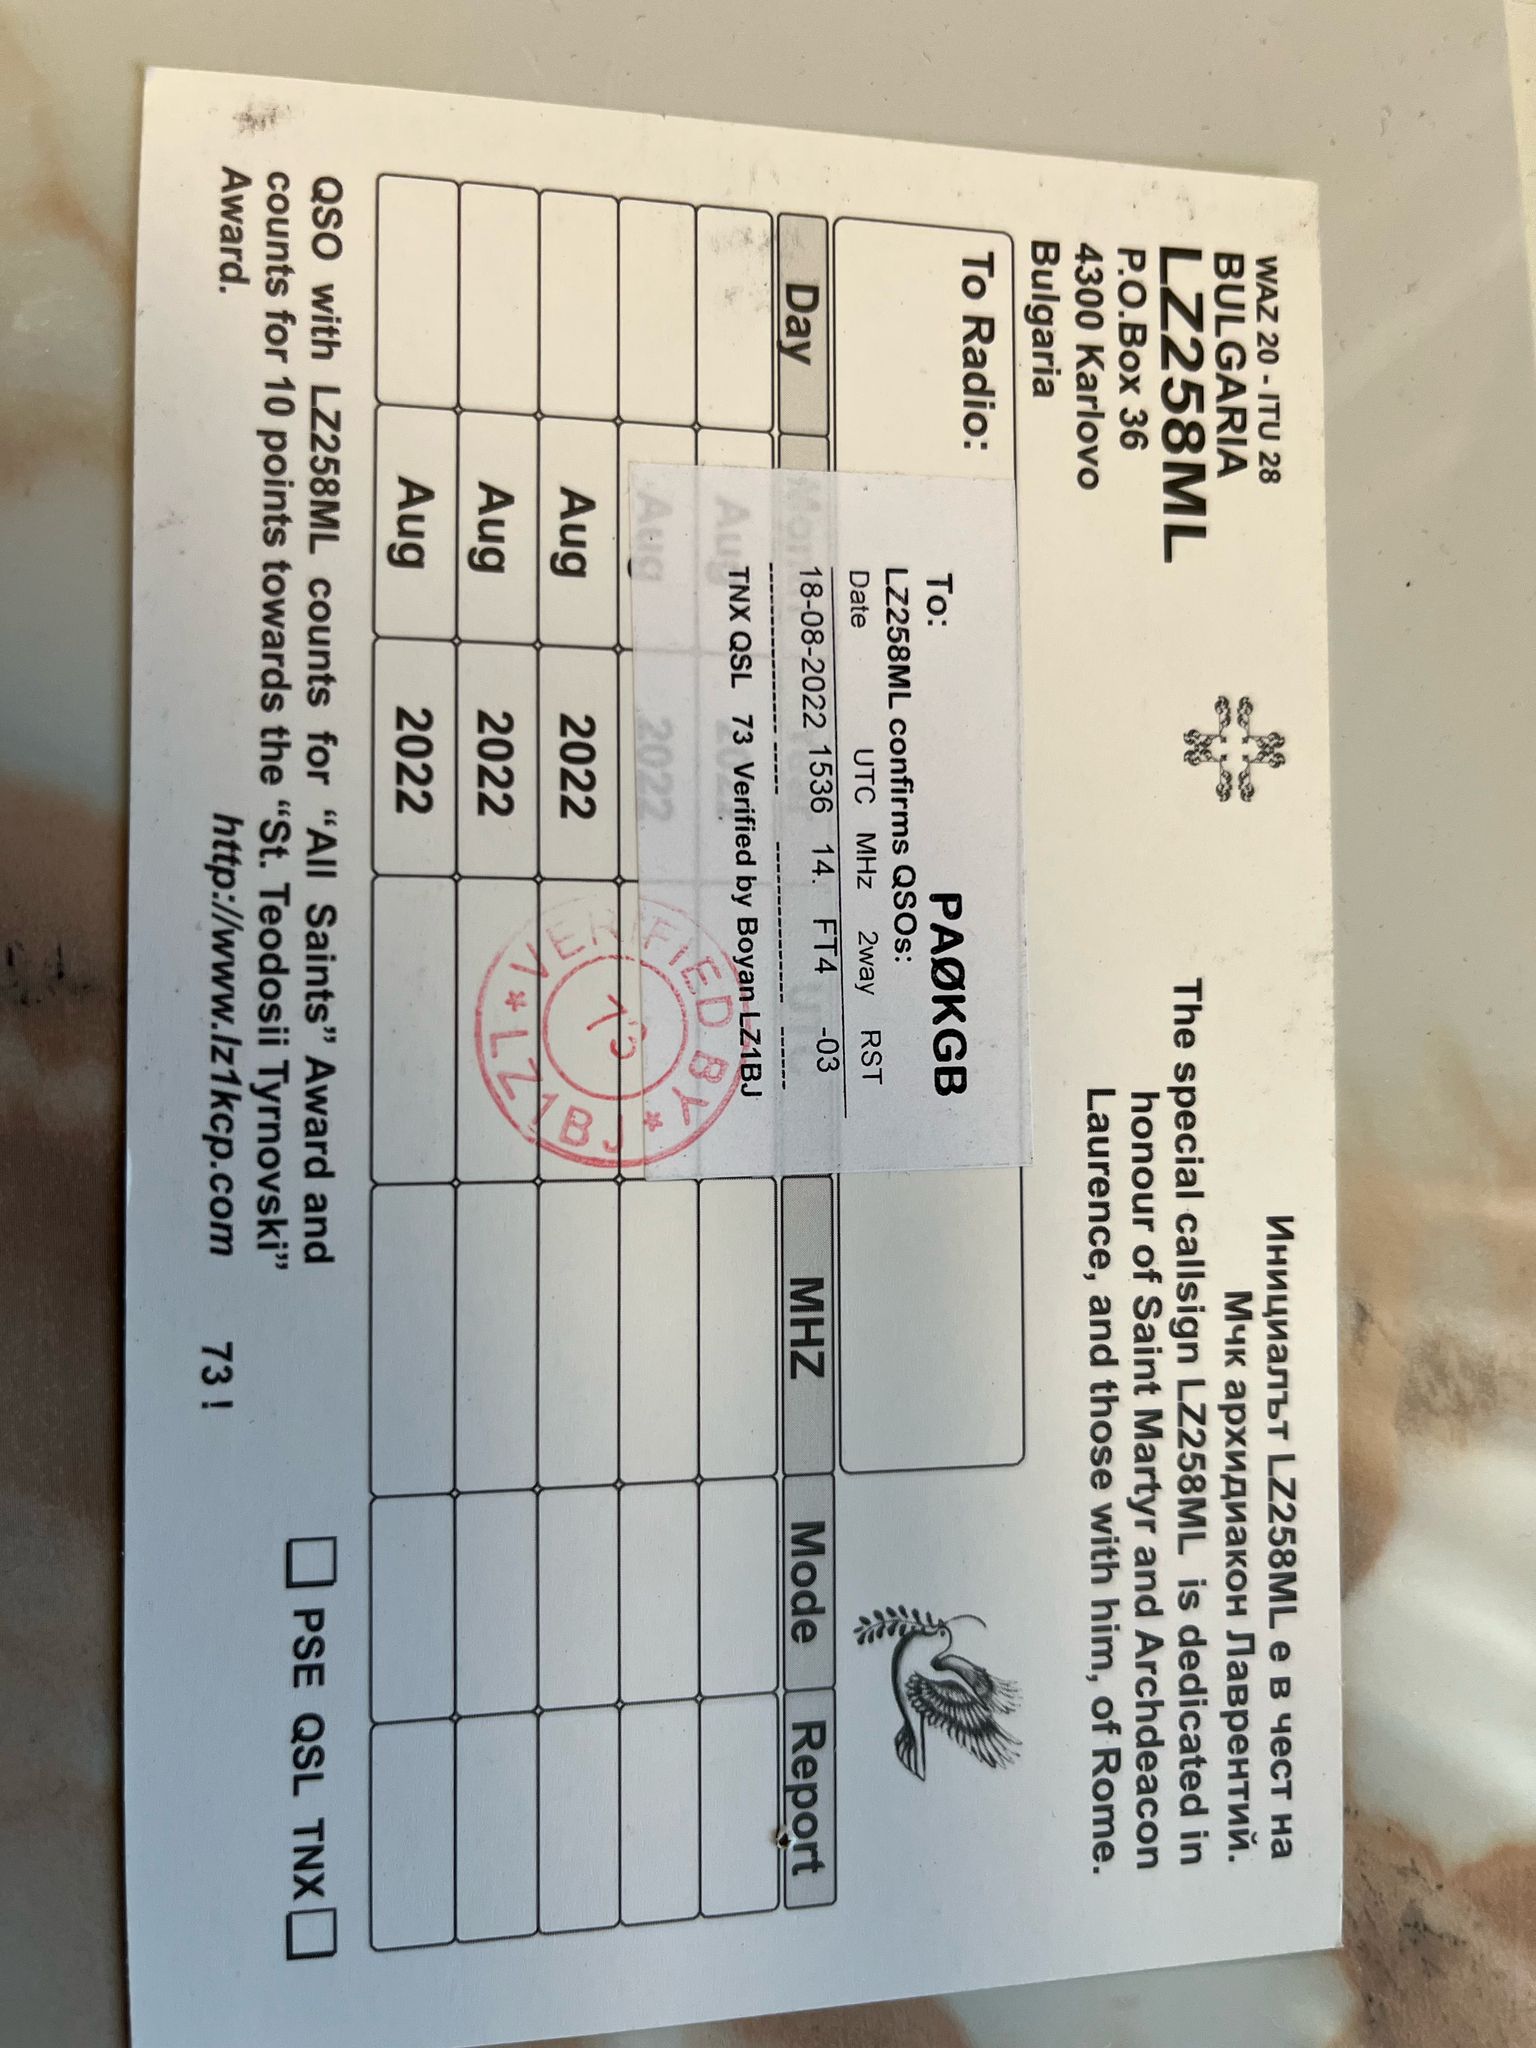 WAZ 20 - ITU 28
BULGARIA
LZ258ML
P.O.Box 36
4300 Karlovo
Bulgaria
Инициалът LZ258ML е в чест на
Мчк архидиакон Лаврентий.
The special callsign LZ258ML is dedicated in
honour of Saint Martyr and Archdeacon
Laurence, and those with him, of Rome.
To Radio:
To: PAØKGB
LZ258ML confirms QSOs:
Date UTC MHz 2way RST
18-08-2022 1536 14. FT4 -03
TNX QSL 73 Verified by Boyan LZ1BJ
Day Month Year UTC MHZ Mode Report
Aug 2022
Aug 2022
Aug 2022
Aug 2022
Aug 2022
VERIFIED BY
* LZ1BJ *
73
QSO with LZ258ML counts for “All Saints” Award and
counts for 10 points towards the “St. Teodosii Tyrnovski”
Award. http://www.lz1kcp.com 73 !
PSE QSL TNX